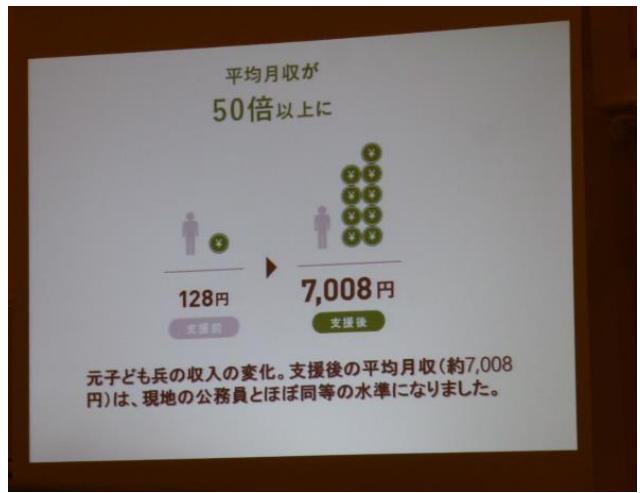 平均月収が
50倍以上に
128円
7,008円
支援前
支援後
元子ども兵の収入の変化。支援後の平均月収(約7,008
円)は、現地の公務員とほぼ同等の水準になりました。